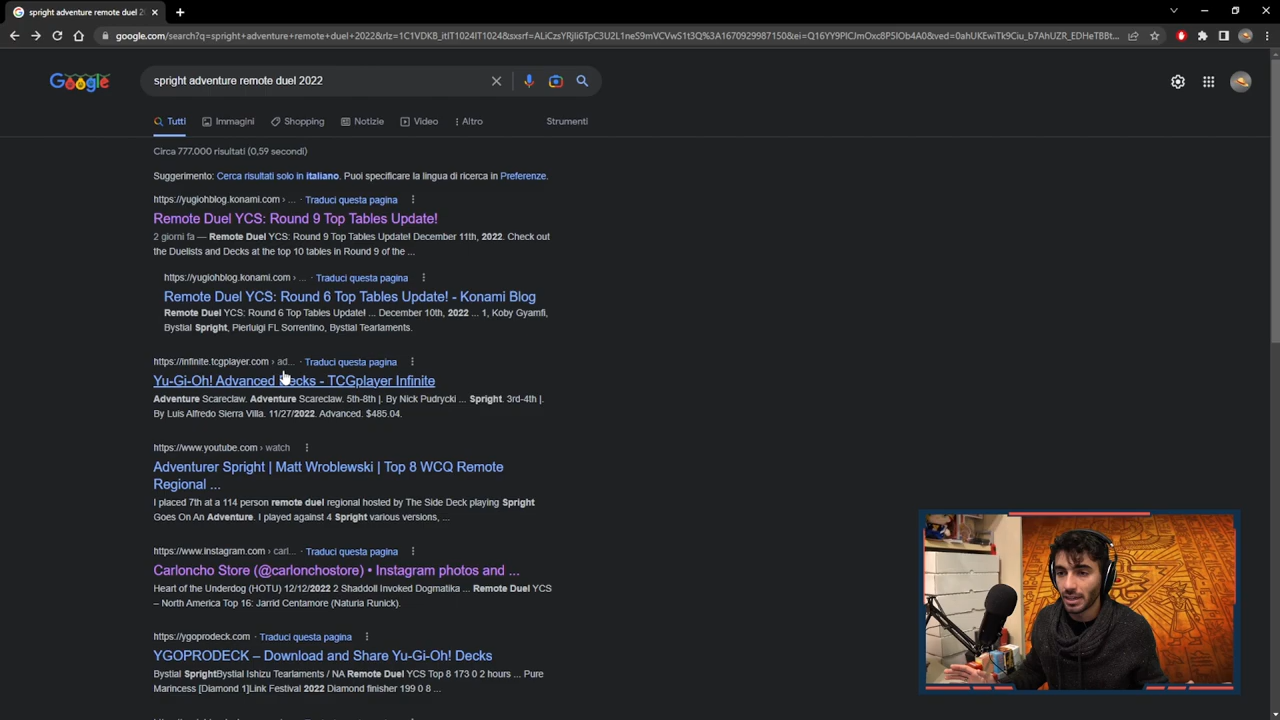 spright adventure remote duel 2022
google.com/search?q=spright+adventure+remote+duel+2022&rlz=1C1VDKB_itIT1024IT1024&sxsrf=
Google
spright adventure remote duel 2022
Tutti Immagini Shopping Notizie Video Altro Strumenti
Circa 777.000 risultati (0,59 secondi)
Suggerimento: Cerca risultati solo in italiano. Puoi specificare la lingua di ricerca in Preferenze.
https://yugiohblog.konami.com › ... · Traduci questa pagina
Remote Duel YCS: Round 9 Top Tables Update!
2 giorni fa — Remote Duel YCS: Round 9 Top Tables Update! December 11th, 2022. Check out
the Duelists and Decks at the top 10 tables in Round 9 of the ...
https://yugiohblog.konami.com › ... · Traduci questa pagina
Remote Duel YCS: Round 6 Top Tables Update! - Konami Blog
Remote Duel YCS: Round 6 Top Tables Update! ... December 10th, 2022 ... 1, Koby Gyamfi,
Bystial Spright, Pierluigi FL Sorrentino, Bystial Tearlaments.
https://infinite.tcgplayer.com › ad... · Traduci questa pagina
Yu-Gi-Oh! Advanced Decks - TCGplayer Infinite
Adventure Scareclaw. Adventure Scareclaw. 5th-8th |. By Nick Pudrycki ... Spright. 3rd-4th |.
By Luis Alfredo Sierra Villa. 11/27/2022. Advanced. $485.04.
https://www.youtube.com › watch
Adventurer Spright | Matt Wroblewski | Top 8 WCQ Remote
Regional ...
I placed 7th at a 114 person remote duel regional hosted by The Side Deck playing Spright
Goes On An Adventure. I played against 4 Spright various versions, ...
https://www.instagram.com › carl... · Traduci questa pagina
Carloncho Store (@carlonchostore) • Instagram photos and ...
Heart of the Underdog (HOTU) 12/12/2022 2 Shaddoll Invoked Dogmatika ... Remote Duel YCS
– North America Top 16: Jarrid Centamore (Naturia Runick).
https://ygoprodeck.com · Traduci questa pagina
YGOPRODECK – Download and Share Yu-Gi-Oh! Decks
Bystial SprightBystial Ishizu Tearlaments / NA Remote Duel YCS Top 8 173 0 2 hours ... Pure
Marincess [Diamond 1]Link Festival 2022 Diamond finisher 199 0 8 ...